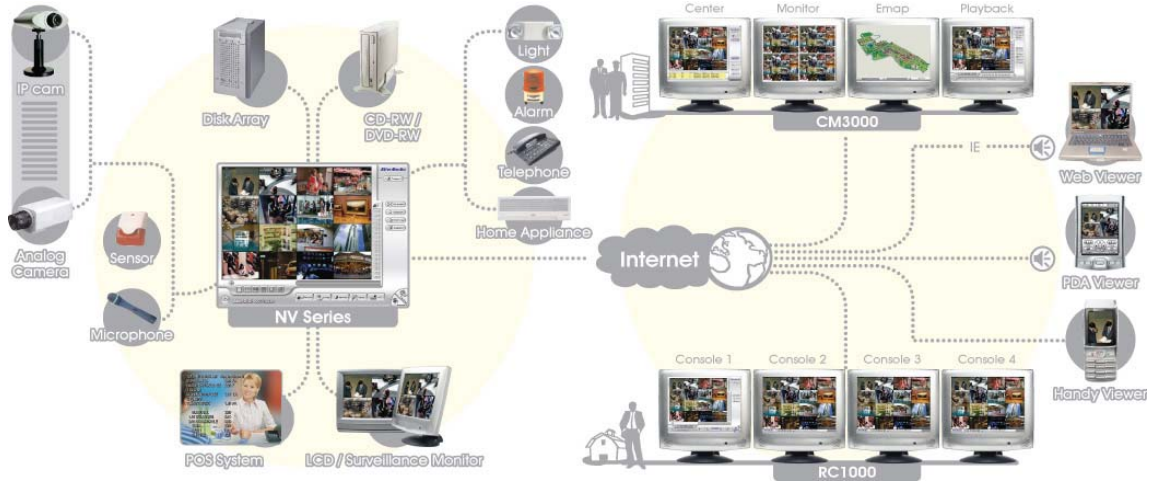 IP cam
Analog
Camera
Sensor
Microphone
Disk Array
CD-RW /
DVD-RW
Light
Alarm
Telephone
Home Appliance
NV Series
POS System
LCD / Surveillance Monitor
Internet
Center
Monitor
Emap
Playback
CM3000
IE
Web Viewer
PDA Viewer
Handy Viewer
Console 1
Console 2
Console 3
Console 4
RC1000